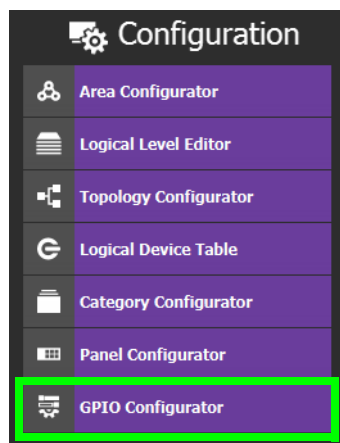 Configuration
Area Configurator
Logical Level Editor
Topology Configurator
Logical Device Table
Category Configurator
Panel Configurator
GPIO Configurator